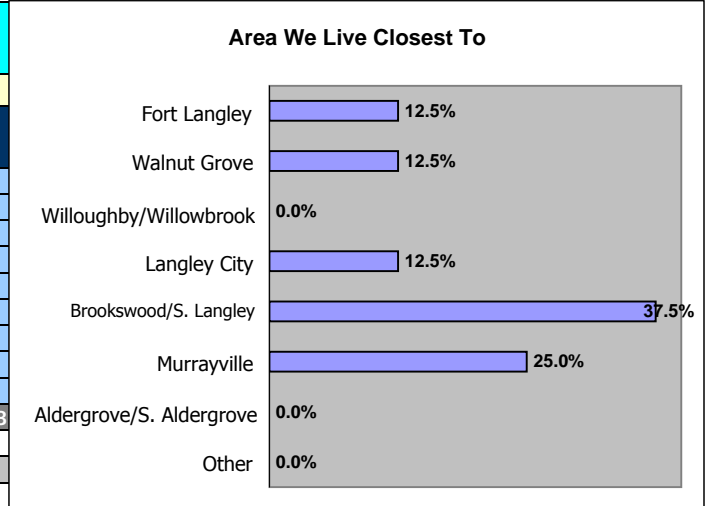 Area We Live Closest To
Fort Langley 12.5%
Walnut Grove 12.5%
Willoughby/Willowbrook 0.0%
Langley City 12.5%
Brookswood/S. Langley 37.5%
Murrayville 25.0%
Aldergrove/S. Aldergrove 0.0%
Other 0.0%